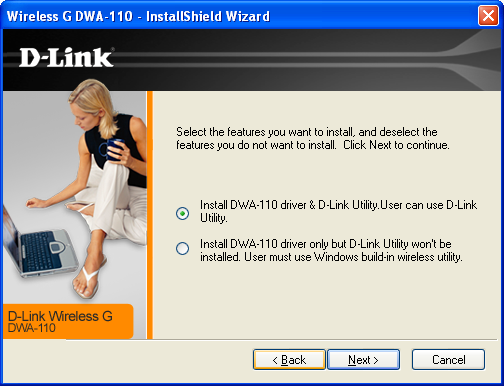 Wireless G DWA-110 - InstallShield Wizard
D-Link
Select the features you want to install, and deselect the
features you do not want to install. Click Next to continue.
Install DWA-110 driver & D-Link Utility.User can use D-Link
Utility.
Install DWA-110 driver only but D-Link Utility won't be
installed. User must use Windows build-in wireless utility.
D-Link Wireless G
DWA-110
< Back
Next >
Cancel